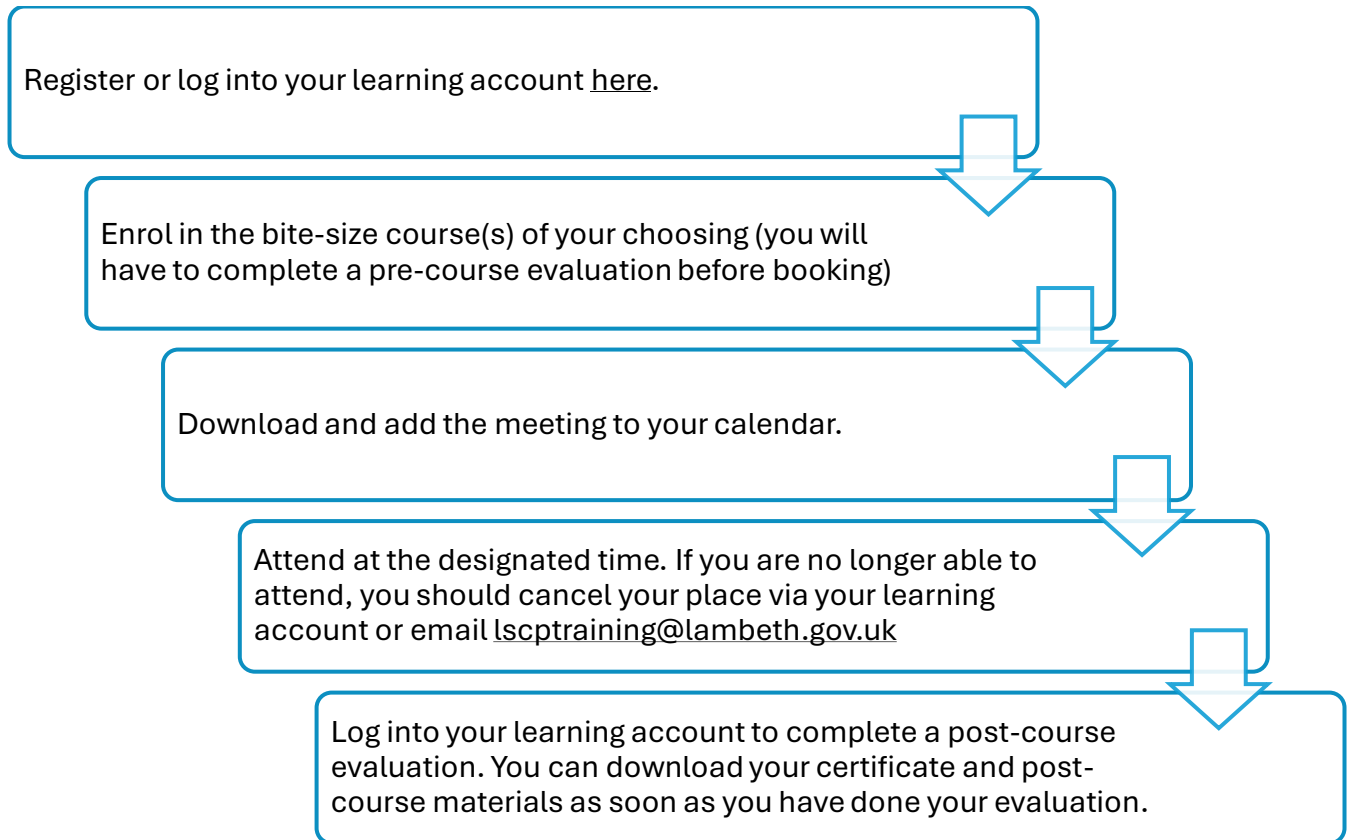 Register or log into your learning account here.
Enrol in the bite-size course(s) of your choosing (you will
have to complete a pre-course evaluation before booking)
Download and add the meeting to your calendar.
Attend at the designated time. If you are no longer able to
attend, you should cancel your place via your learning
account or email lscptraining@lambeth.gov.uk
Log into your learning account to complete a post-course
evaluation. You can download your certificate and post-
course materials as soon as you have done your evaluation.